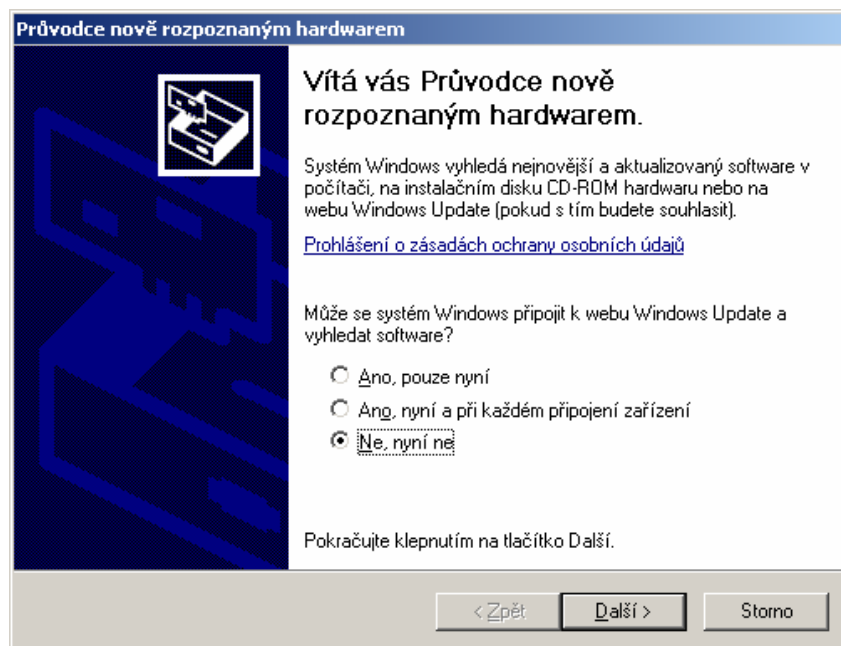 Průvodce nově rozpoznaným hardwarem
Vítá vás Průvodce nově
rozpoznaným hardwarem.
Systém Windows vyhledá nejnovější a aktualizovaný software v
počítači, na instalačním disku CD-ROM hardwaru nebo na
webu Windows Update (pokud s tím budete souhlasit).
Prohlášení o zásadách ochrany osobních údajů
Může se systém Windows připojit k webu Windows Update a
vyhledat software?
Ano, pouze nyní
Ano, nyní a při každém připojení zařízení
Ne, nyní ne
Pokračujte klepnutím na tlačítko Další.
< Zpět
Další >
Storno